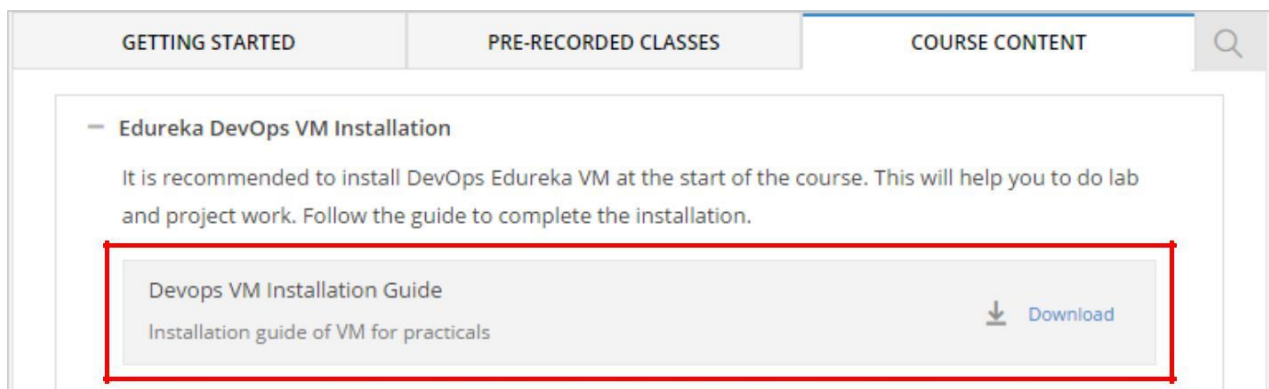 GETTING STARTED
PRE-RECORDED CLASSES
COURSE CONTENT
Edureka DevOps VM Installation
It is recommended to install DevOps Edureka VM at the start of the course. This will help you to do lab
and project work. Follow the guide to complete the installation.
Devops VM Installation Guide
Installation guide of VM for practicals
Download